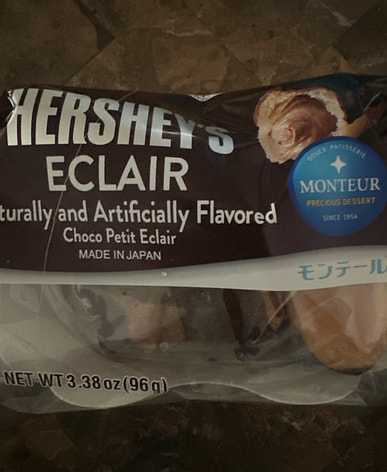 HERSHEY'S
ECLAIR
turally and Artificially Flavored
Choco Petit Eclair
MADE IN JAPAN
DOUCE PATISSERIE
MONTEUR
PRECIOUS DESSERT
SINCE 1954
モンテール
NET WT 3.38 oz (96 g)